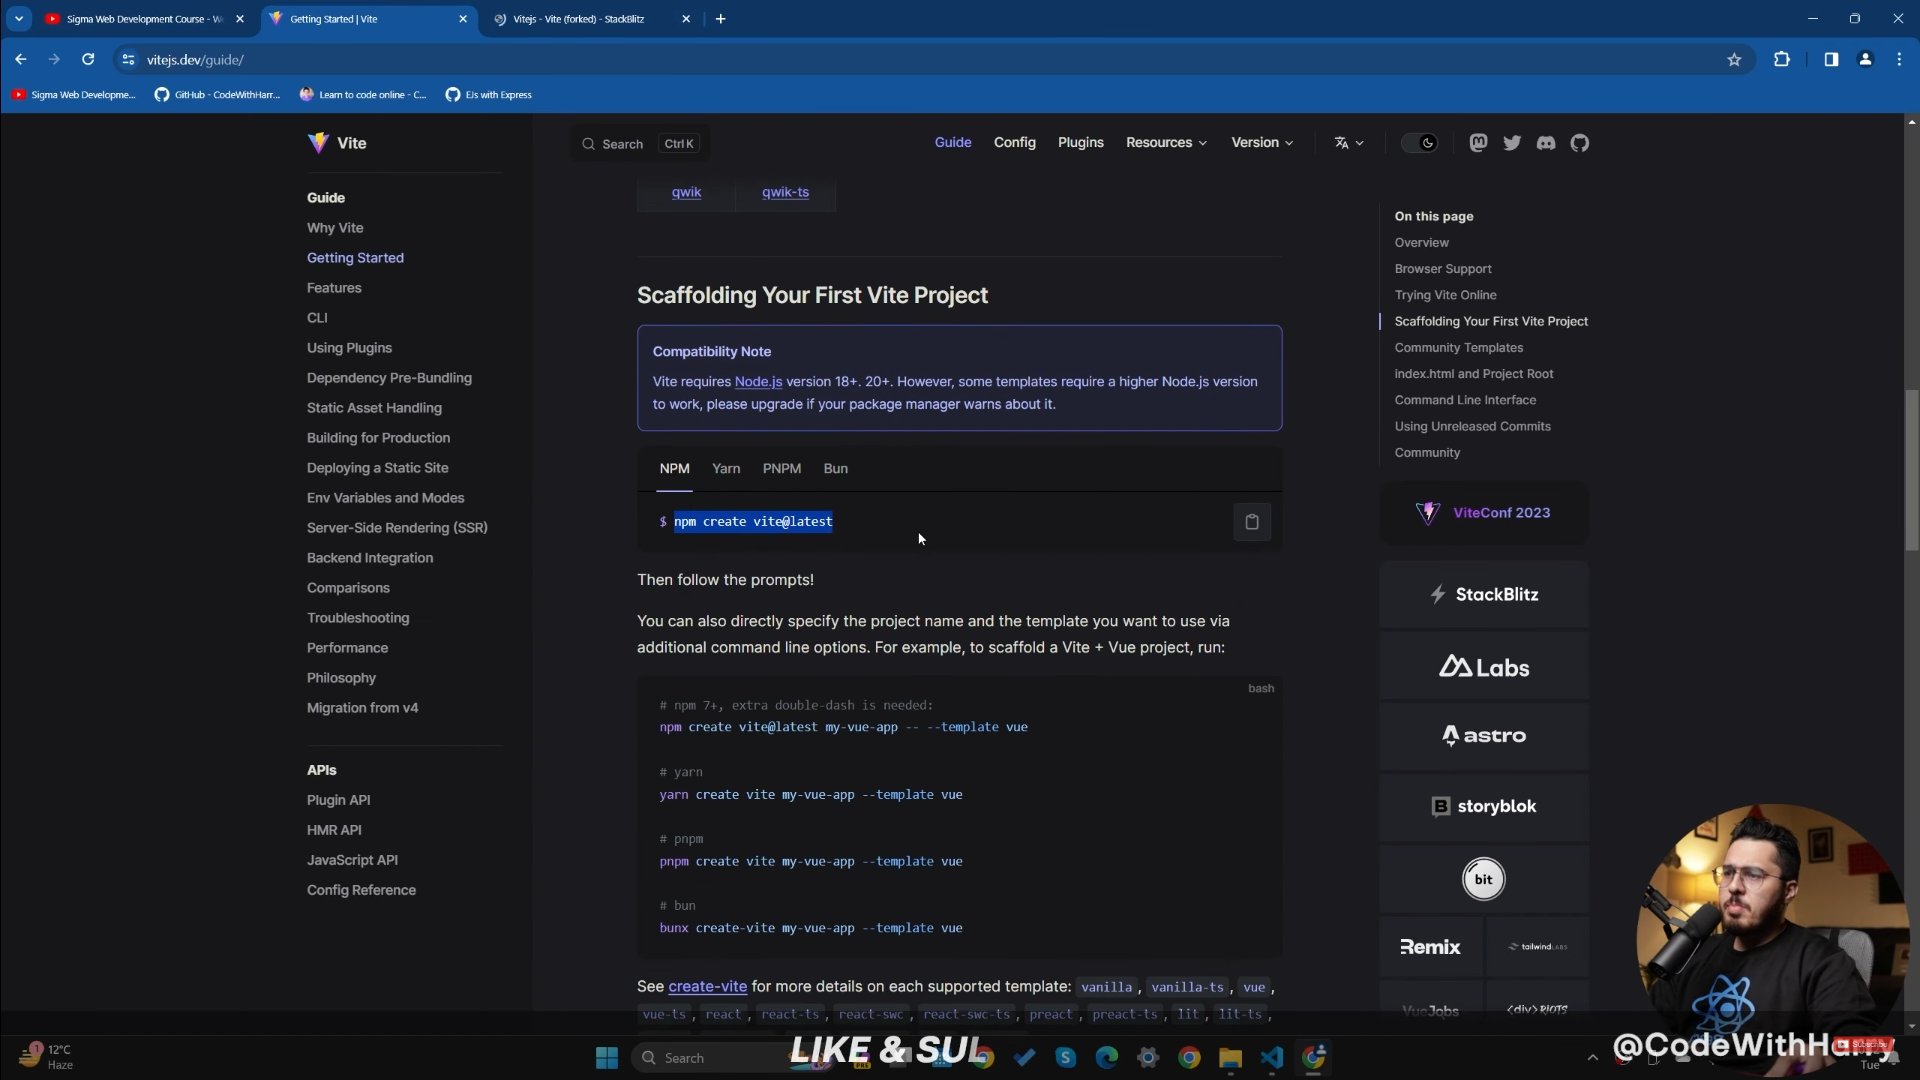 Sigma Web Development Course - W
Getting Started | Vite
Vitejs - Vite (forked) - StackBlitz
vitejs.dev/guide/
Sigma Web Developme...
GitHub - CodeWithHarr...
Learn to code online - C...
EJs with Express
Vite
Search
Ctrl K
Guide
Config
Plugins
Resources
Version
Guide
Why Vite
Getting Started
Features
CLI
Using Plugins
Dependency Pre-Bundling
Static Asset Handling
Building for Production
Deploying a Static Site
Env Variables and Modes
Server-Side Rendering (SSR)
Backend Integration
Comparisons
Troubleshooting
Performance
Philosophy
Migration from v4
APIs
Plugin API
HMR API
JavaScript API
Config Reference
qwik
qwik-ts
Scaffolding Your First Vite Project
Compatibility Note
Vite requires Node.js version 18+. 20+. However, some templates require a higher Node.js version
to work, please upgrade if your package manager warns about it.
NPM
Yarn
PNPM
Bun
$ npm create vite@latest
Then follow the prompts!
You can also directly specify the project name and the template you want to use via
additional command line options. For example, to scaffold a Vite + Vue project, run:
bash
# npm 7+, extra double-dash is needed:
npm create vite@latest my-vue-app -- --template vue
# yarn
yarn create vite my-vue-app --template vue
# pnpm
pnpm create vite my-vue-app --template vue
# bun
bunx create-vite my-vue-app --template vue
See create-vite for more details on each supported template: vanilla , vanilla-ts , vue ,
vue-ts , react , react-ts , react-swc , react-swc-ts , preact , preact-ts , lit , lit-ts ,
On this page
Overview
Browser Support
Trying Vite Online
Scaffolding Your First Vite Project
Community Templates
index.html and Project Root
Command Line Interface
Using Unreleased Commits
Community
ViteConf 2023
StackBlitz
Labs
astro
storyblok
bit
Remix
tailwind LABS
VueJobs
<div>RIOTS
LIKE & SUL
@CodeWithHarry
Subscribe
1
12°C
Haze
Search
PRE
Tue